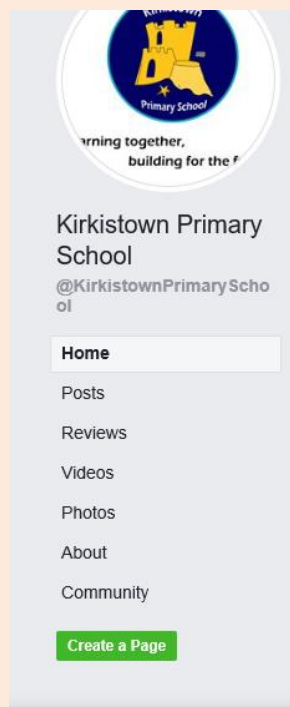 Primary School
rning together,
building for the f
Kirkistown Primary
School
@KirkistownPrimaryScho
ol
Home
Posts
Reviews
Videos
Photos
About
Community
Create a Page